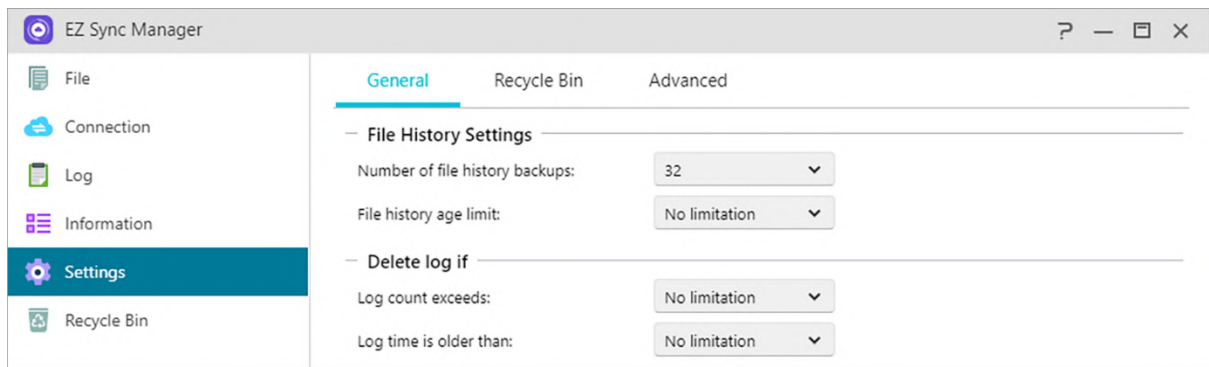 EZ Sync Manager
File
Connection
Log
Information
Settings
Recycle Bin
General Recycle Bin Advanced
File History Settings
Number of file history backups: 32
File history age limit: No limitation
Delete log if
Log count exceeds: No limitation
Log time is older than: No limitation